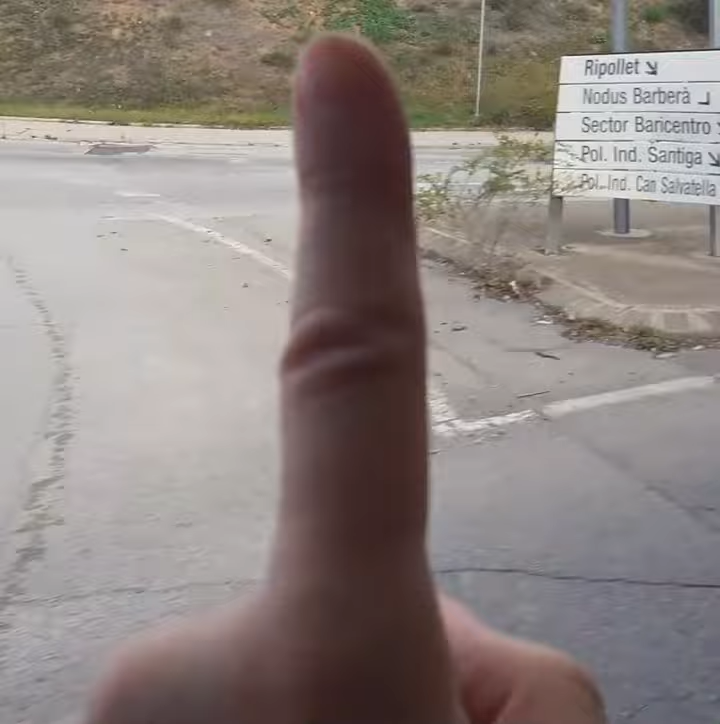 Ripollet
Nodus Barberà
Sector Baricentro
Pol. Ind. Santiga
Pol. Ind. Can Salvatella